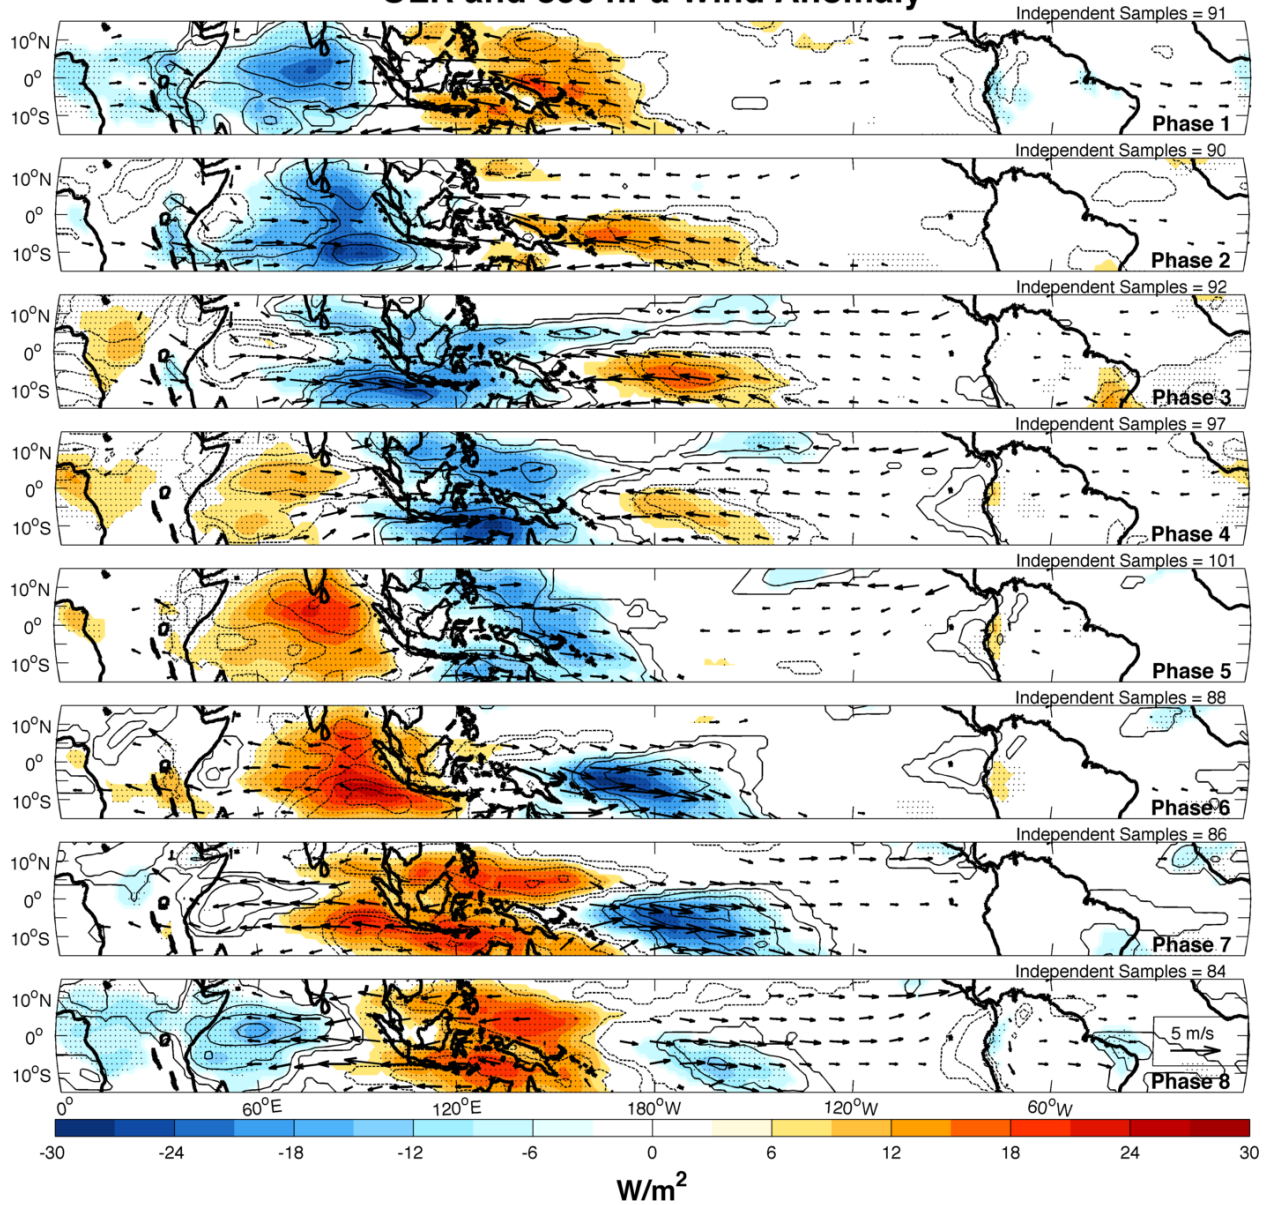 Independent Samples = 91
10°N
0°
10°S
Phase 1
Independent Samples = 90
10°N
0°
10°S
Phase 2
Independent Samples = 92
10°N
0°
10°S
Phase 3
Independent Samples = 97
10°N
0°
10°S
Phase 4
Independent Samples = 101
10°N
0°
10°S
Phase 5
Independent Samples = 88
10°N
0°
10°S
Phase 6
Independent Samples = 86
10°N
0°
10°S
Phase 7
Independent Samples = 84
10°N
0°
5 m/s
10°S
Phase 8
0° 60°E 120°E 180°W 120°W 60°W
-30 -24 -18 -12 -6 0 6 12 18 24 30
W/m²